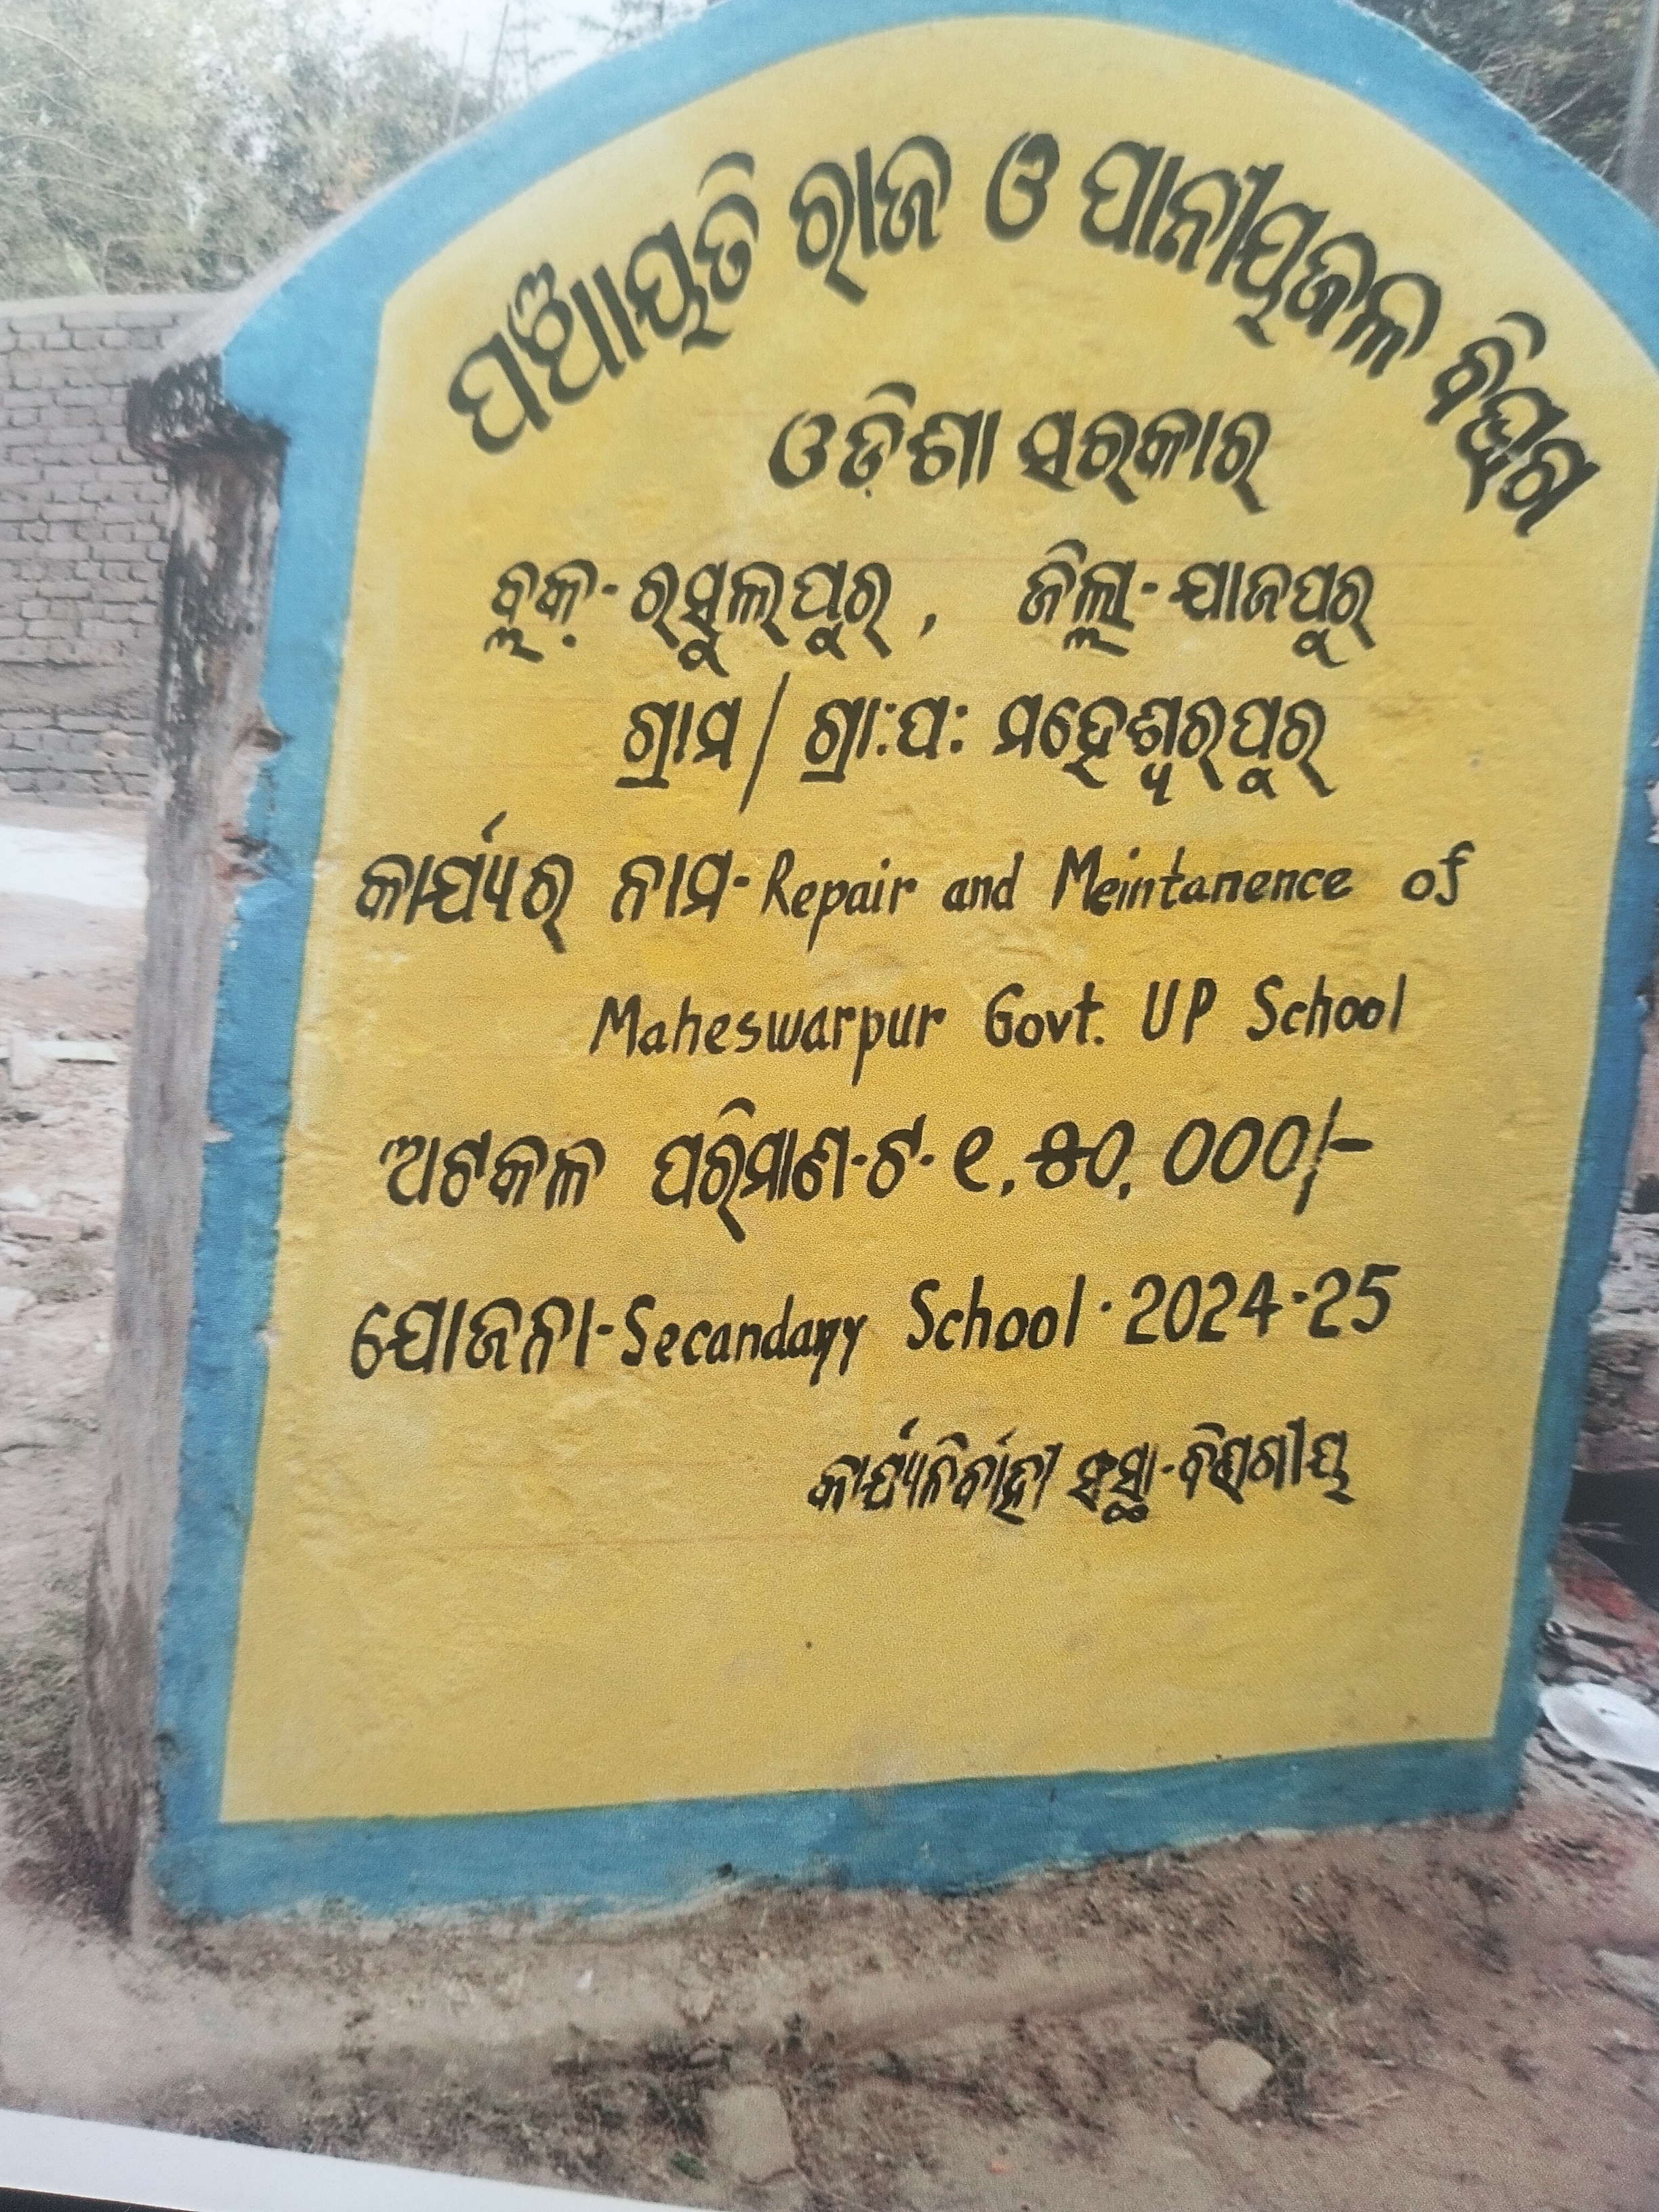 ପଞ୍ଚାୟତି ରାଜ ଓ ପାନୀୟଜଳ ବିଭାଗ
ଓଡ଼ିଶା ସରକାର
ବ୍ଲକ୍-ରସୁଲପୁର, ଜିଲ୍ଲା-ଯାଜପୁର
ଗ୍ରାମ/ ଗ୍ରା:ପ: ମହେଶ୍ୱରପୁର
କାର୍ଯ୍ୟର ନାମ-Repair and Meintanence of
Maheswarpur Govt. UP School
ଅଟକଳ ପରିମାଣ-ଟ-୧,୫୦,୦୦୦/-
ଯୋଜନା-Secandary School-2024-25
କାର୍ଯ୍ୟନିର୍ବାହୀ ସଂସ୍ଥା-ବିଭାଗୀୟ